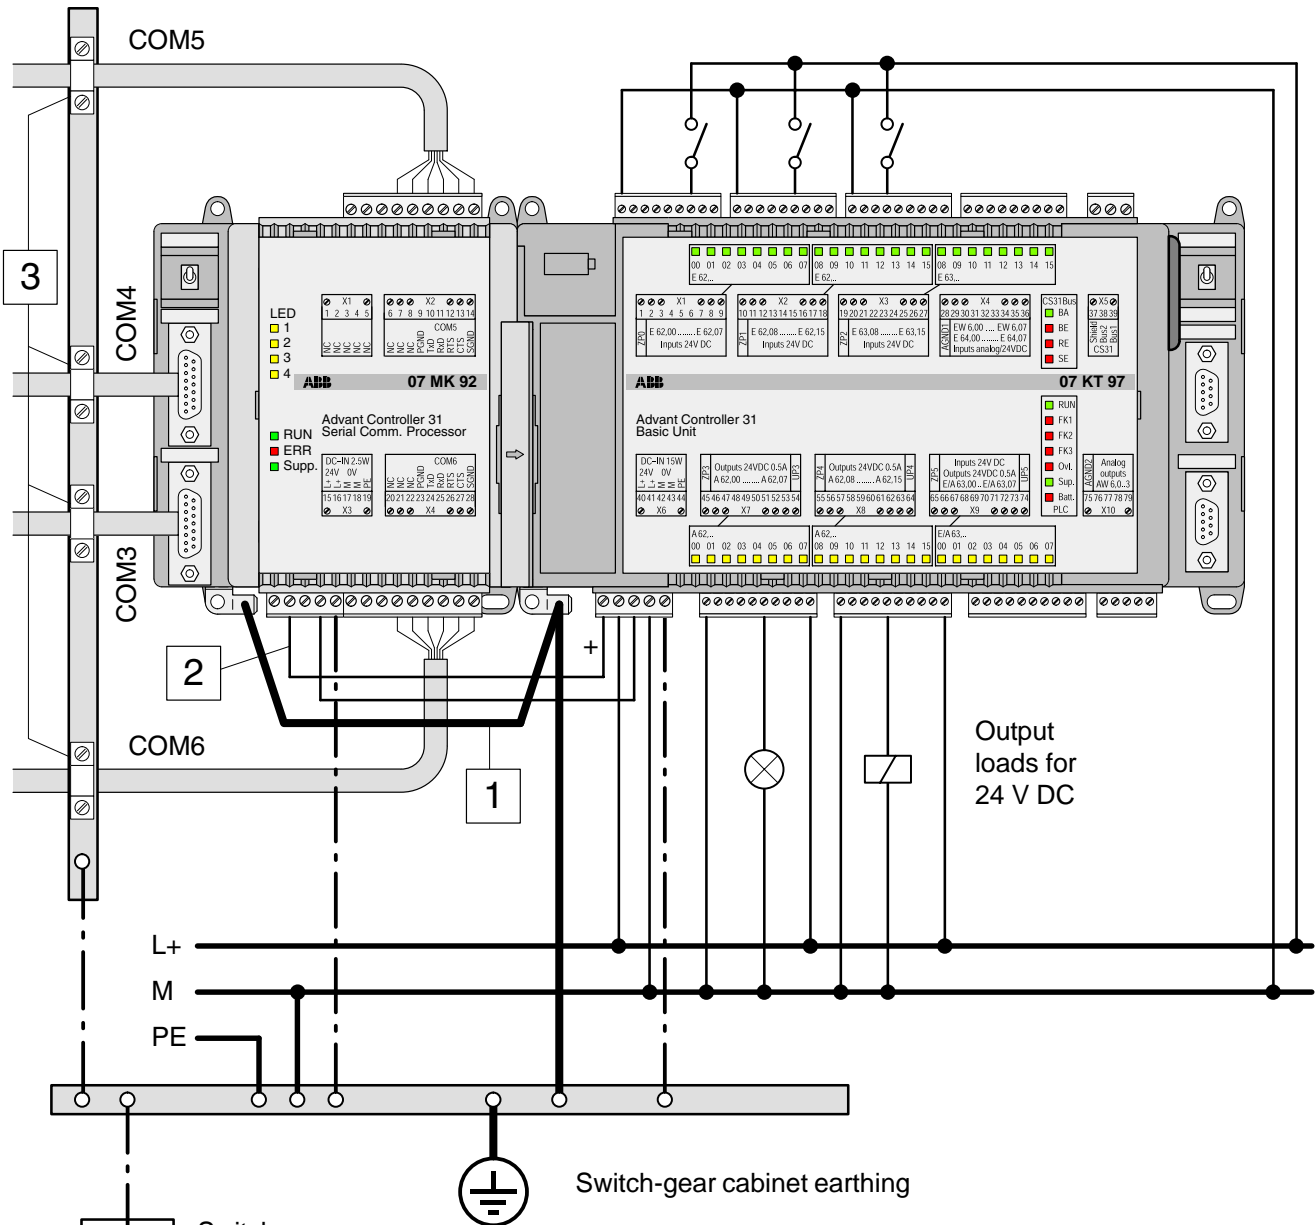 COM5
3
COM4
COM3
COM6
LED
1
2
3
4
RUN
ERR
Supp.
X1
1 2 3 4 5
NC NC NC NC NC
X2
6 7 8 9 10 11 12 13 14
COM5
NC NC NC PGND TxD RxD RTS CTS SGND
ABB 07 MK 92
Advant Controller 31
Serial Comm. Processor
DC-IN 2.5W
24V 0V
L+ L+ M M PE
15 16 17 18 19
X3
COM6
NC NC NC PGND TxD RxD RTS CTS SGND
20 21 22 23 24 25 26 27 28
X4
00 01 02 03 04 05 06 07
E 62,..
08 09 10 11 12 13 14 15
E 62,..
08 09 10 11 12 13 14 15
E 63,..
X1
1 2 3 4 5 6 7 8 9
ZP0
E 62,00 ........ E 62,07
Inputs 24V DC
X2
10 11 12 13 14 15 16 17 18
ZP1
E 62,08 ........ E 62,15
Inputs 24V DC
X3
19 20 21 22 23 24 25 26 27
ZP2
E 63,08 ........ E 63,15
Inputs 24V DC
X4
28 29 30 31 32 33 34 35 36
AGND1
EW 6,00 .... EW 6,07
E 64,00 ........ E 64,07
Inputs analog/24VDC
CS31Bus
BA
BE
RE
SE
X5
37 38 39
Shield
Bus2
Bus1
CS31
ABB 07 KT 97
Advant Controller 31
Basic Unit
RUN
FK1
FK2
FK3
Ovl.
Sup.
Batt.
PLC
DC-IN 15W
24V 0V
L+ L+ M M PE
40 41 42 43 44
X6
ZP3
Outputs 24VDC 0.5A
A 62,00 ........ A 62,07
UP3
45 46 47 48 49 50 51 52 53 54
X7
ZP4
Outputs 24VDC 0.5A
A 62,08 ........ A 62,15
UP4
55 56 57 58 59 60 61 62 63 64
X8
ZP5
Inputs 24V DC
Outputs 24VDC 0.5A
E/A 63,00 .. E/A 63,07
UP5
65 66 67 68 69 70 71 72 73 74
X9
AGND2
Analog
outputs
AW 6,0..3
75 76 77 78 79
X10
A 62,..
00 01 02 03 04 05 06 07
A 62,..
08 09 10 11 12 13 14 15
E/A 63,..
00 01 02 03 04 05 06 07
2
+
1
Output
loads for
24 V DC
L+
M
PE
Switch-gear cabinet earthing